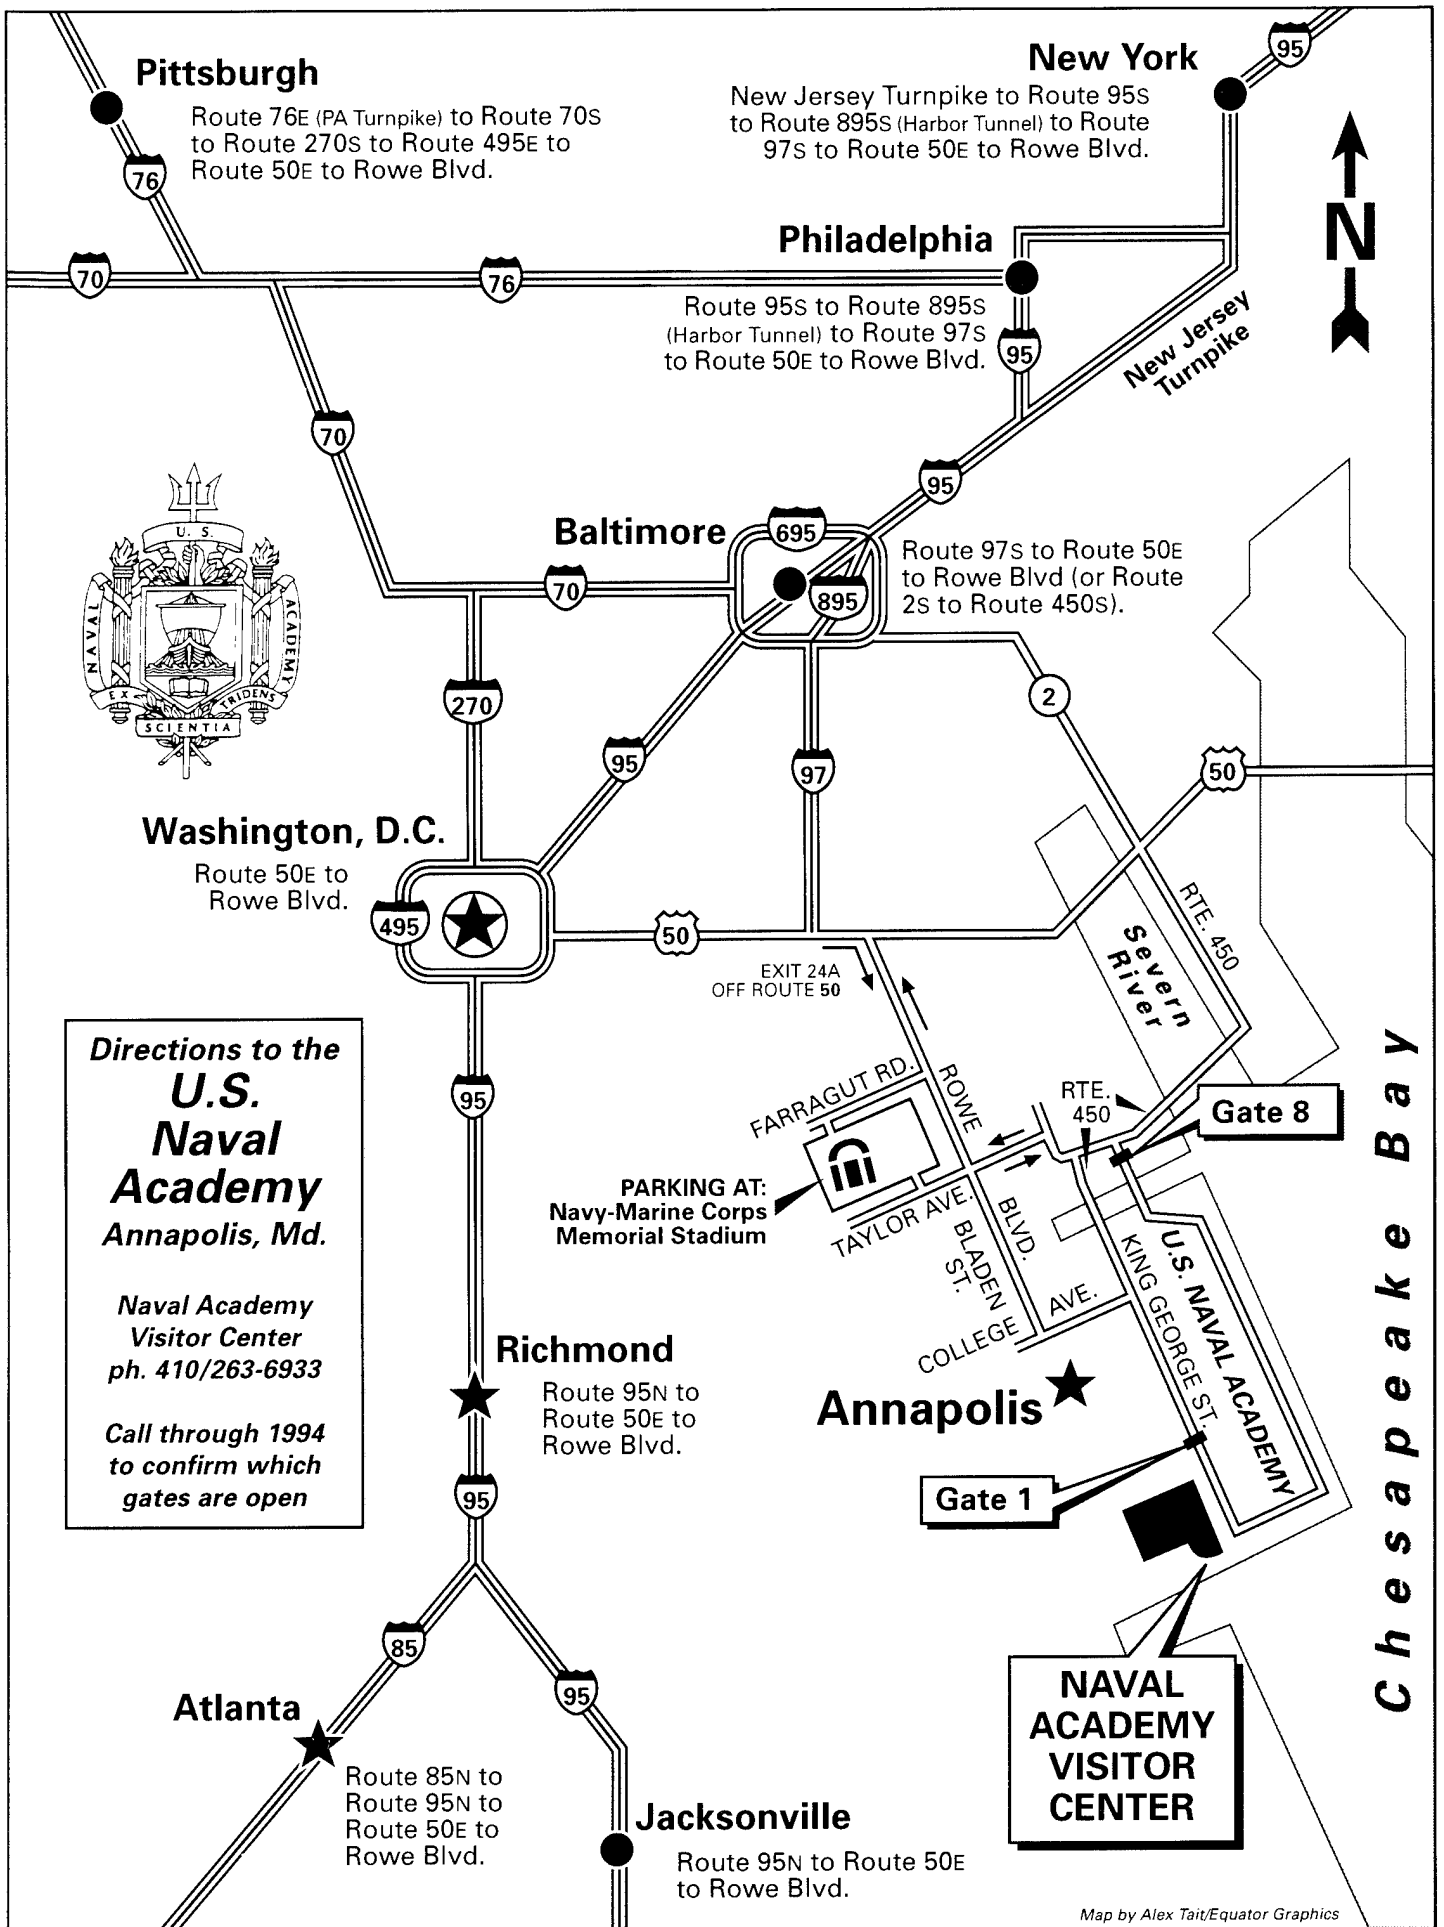 95
New York
New Jersey Turnpike to Route 95S
to Route 895S (Harbor Tunnel) to Route
97S to Route 50E to Rowe Blvd.
Pittsburgh
Route 76E (PA Turnpike) to Route 70S
to Route 270S to Route 495E to
Route 50E to Rowe Blvd.
76
N
Philadelphia
70
76
Route 95S to Route 895S
(Harbor Tunnel) to Route 97S
to Route 50E to Rowe Blvd.
95
New Jersey
Turnpike
70
95
U. S.
NAVAL
ACADEMY
EX
TRIDENS
SCIENTIA
Baltimore
695
70
895
Route 97S to Route 50E
to Rowe Blvd (or Route
2S to Route 450S).
270
2
95
97
50
Washington, D.C.
Route 50E to
Rowe Blvd.
495
50
RTE. 450
Severn
River
EXIT 24A
OFF ROUTE 50
Directions to the
U.S.
Naval
Academy
Annapolis, Md.
Naval Academy
Visitor Center
ph. 410/263-6933
Call through 1994
to confirm which
gates are open
95
FARRAGUT RD.
ROWE
BLVD.
RTE.
450
Gate 8
PARKING AT:
Navy-Marine Corps
Memorial Stadium
TAYLOR AVE.
BLADEN
ST.
COLLEGE AVE.
KING GEORGE ST.
U.S. NAVAL ACADEMY
Chesapeake Bay
Richmond
Route 95N to
Route 50E to
Rowe Blvd.
Annapolis
Gate 1
95
85
95
NAVAL
ACADEMY
VISITOR
CENTER
Atlanta
Route 85N to
Route 95N to
Route 50E to
Rowe Blvd.
Jacksonville
Route 95N to Route 50E
to Rowe Blvd.
Map by Alex Tait/Equator Graphics